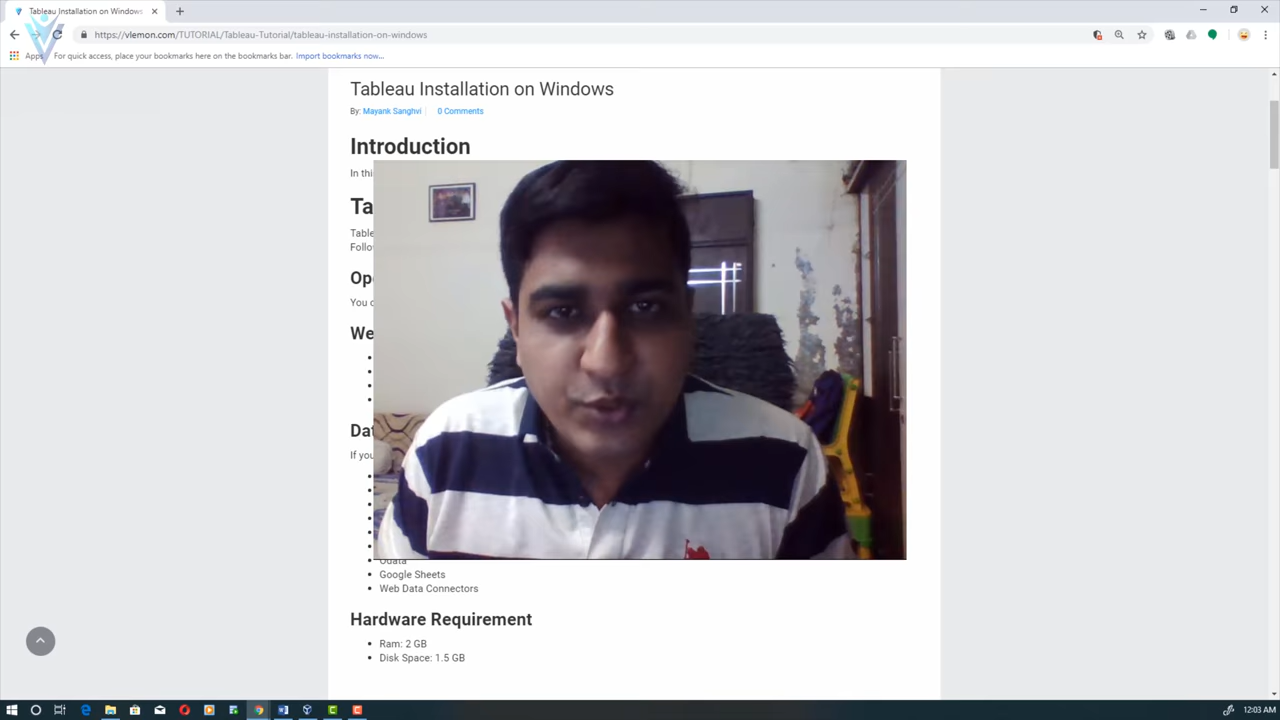 Tableau Installation on Windows
https://vlemon.com/TUTORIAL/Tableau-Tutorial/tableau-installation-on-windows
Apps For quick access, place your bookmarks here on the bookmarks bar. Import bookmarks now...
Tableau Installation on Windows
By: Mayank Sanghvi 0 Comments
Introduction
In thi
Ta
Table
Follo
Ope
You c
We
Dat
If you
Odata
Google Sheets
Web Data Connectors
Hardware Requirement
Ram: 2 GB
Disk Space: 1.5 GB
12:03 AM